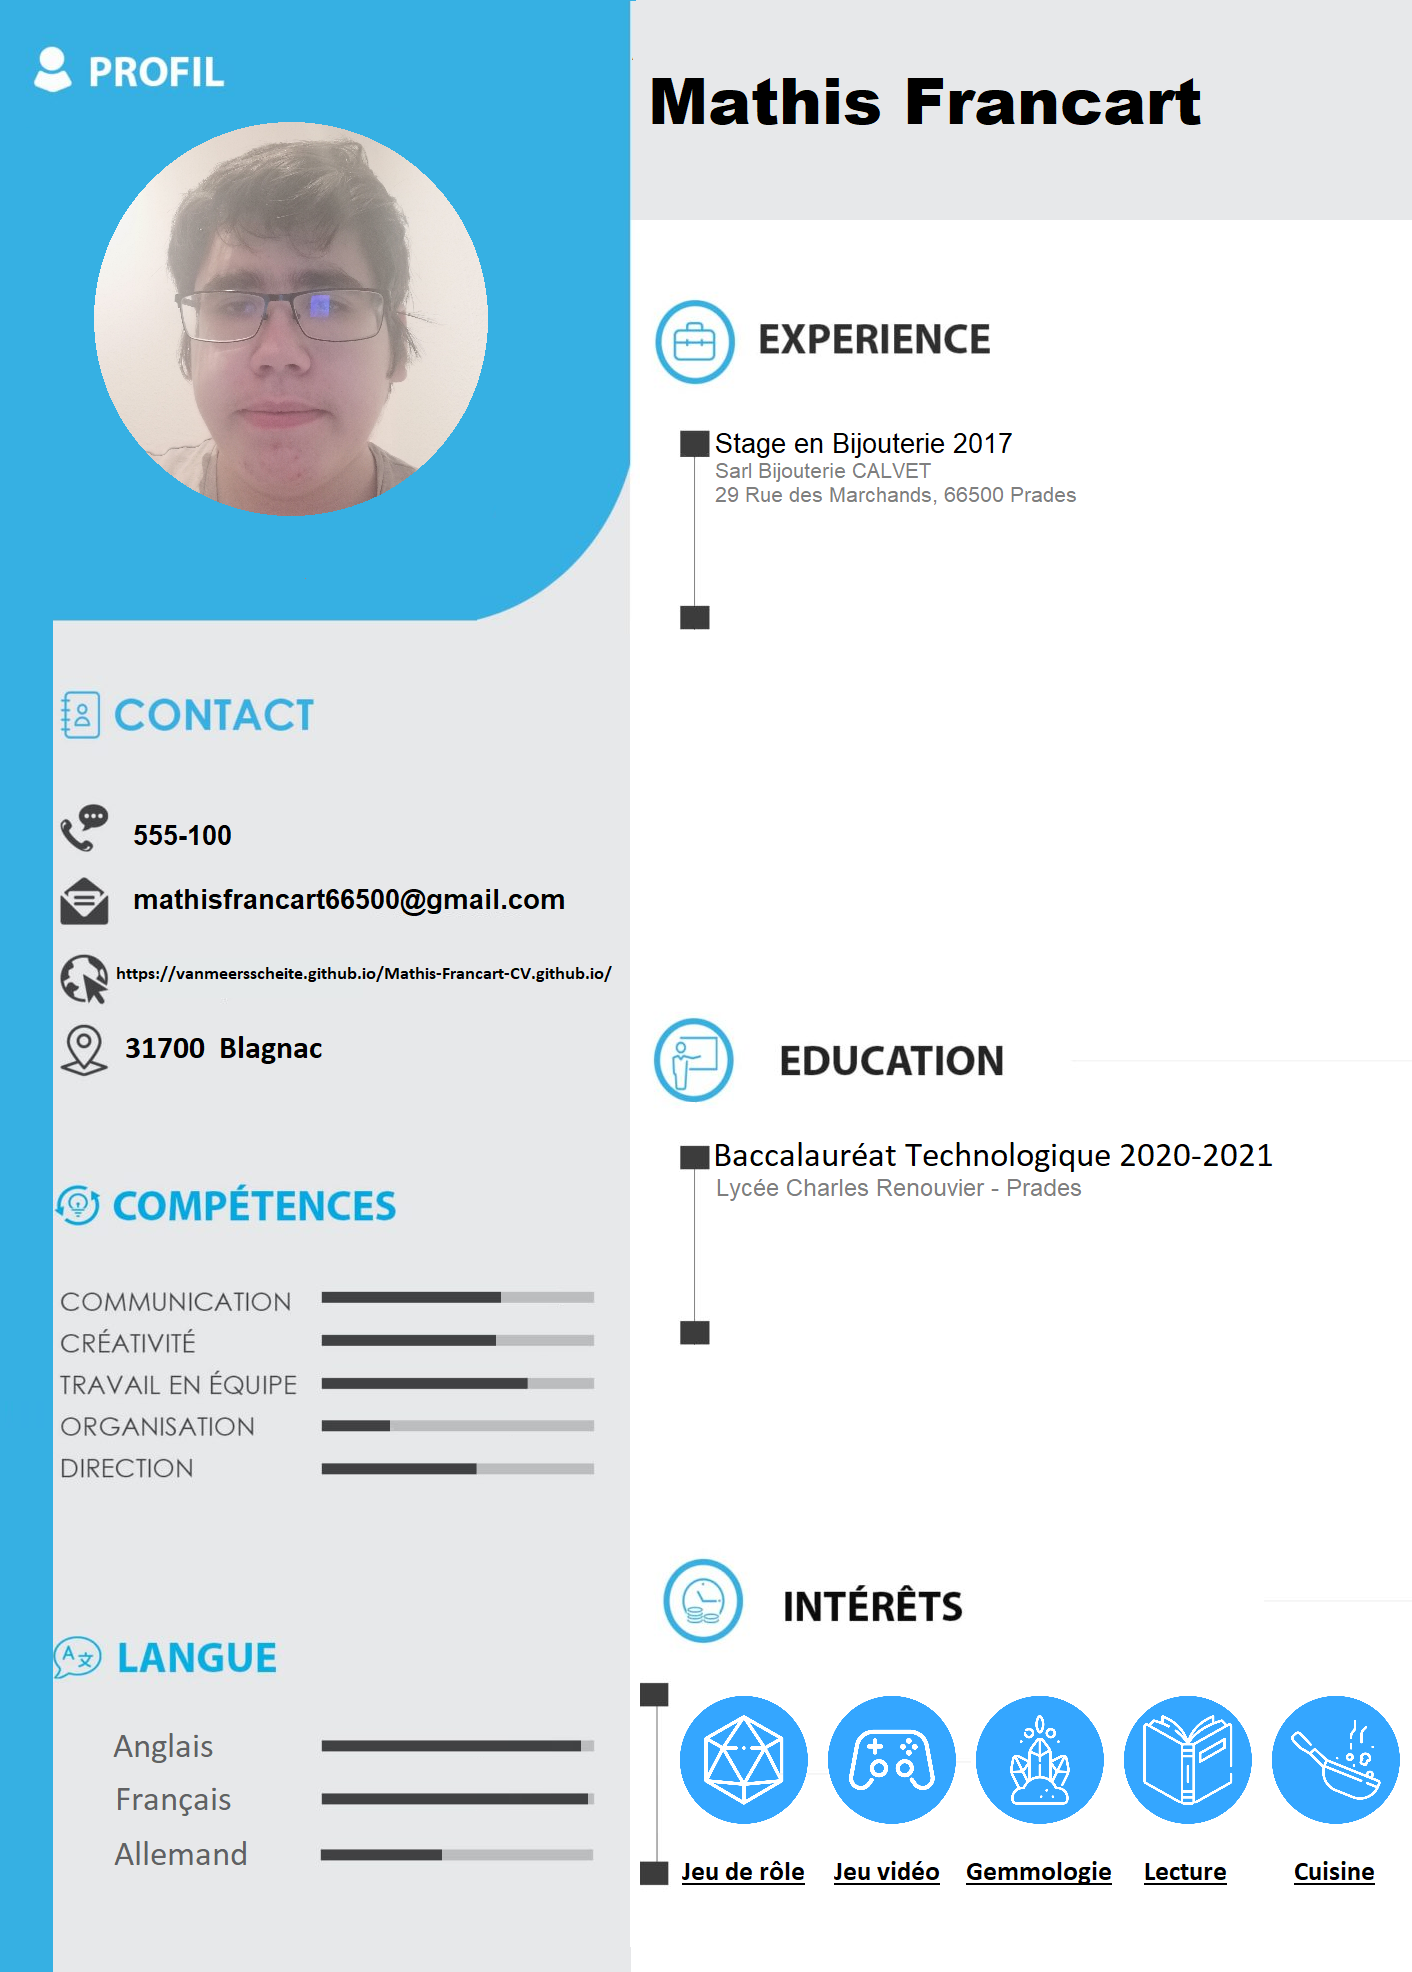 PROFIL
Mathis Francart
CONTACT
555-100
mathisfrancart66500@gmail.com
https://vanmeersscheite.github.io/Mathis-Francart-CV.github.io/
31700 Blagnac
COMPÉTENCES
COMMUNICATION
CRÉATIVITÉ
TRAVAIL EN ÉQUIPE
ORGANISATION
DIRECTION
LANGUE
Anglais
Français
Allemand
EXPERIENCE
Stage en Bijouterie 2017
Sarl Bijouterie CALVET
29 Rue des Marchands, 66500 Prades
EDUCATION
Baccalauréat Technologique 2020-2021
Lycée Charles Renouvier - Prades
INTÉRÊTS
Jeu de rôle Jeu vidéo Gemmologie Lecture Cuisine